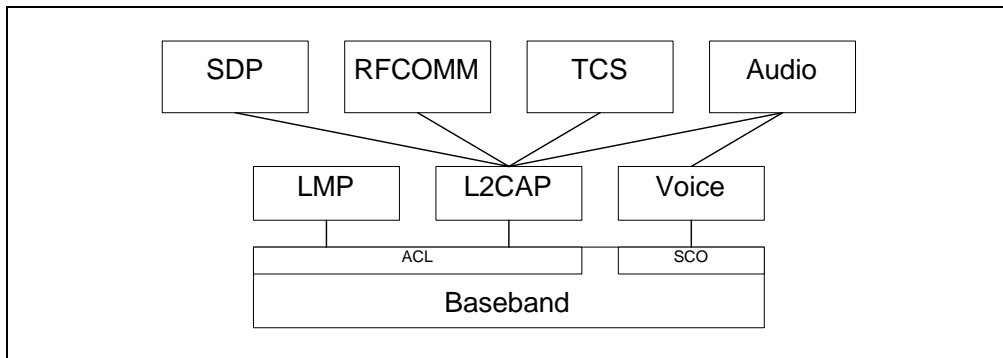 SDP RFCOMM TCS Audio
LMP L2CAP Voice
ACL SCO
Baseband